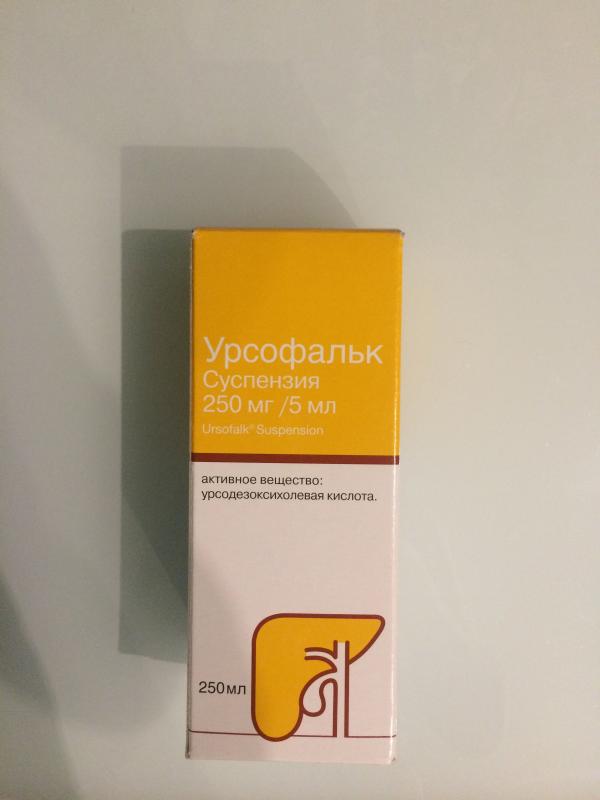 Урсофальк
Суспензия
250 мг /5 мл
Ursofalk® Suspension
активное вещество:
урсодезоксихолевая кислота.
250мл